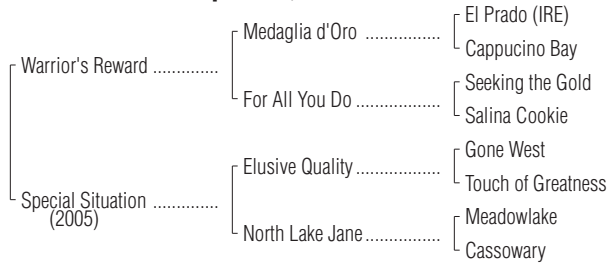 El Prado (IRE)
Medaglia d'Oro ..................
Cappucino Bay
Warrior's Reward ..............
Seeking the Gold
For All You Do ....................
Salina Cookie
Gone West
Elusive Quality ....................
Touch of Greatness
Special Situation ..............
(2005)
Meadowlake
North Lake Jane..................
Cassowary